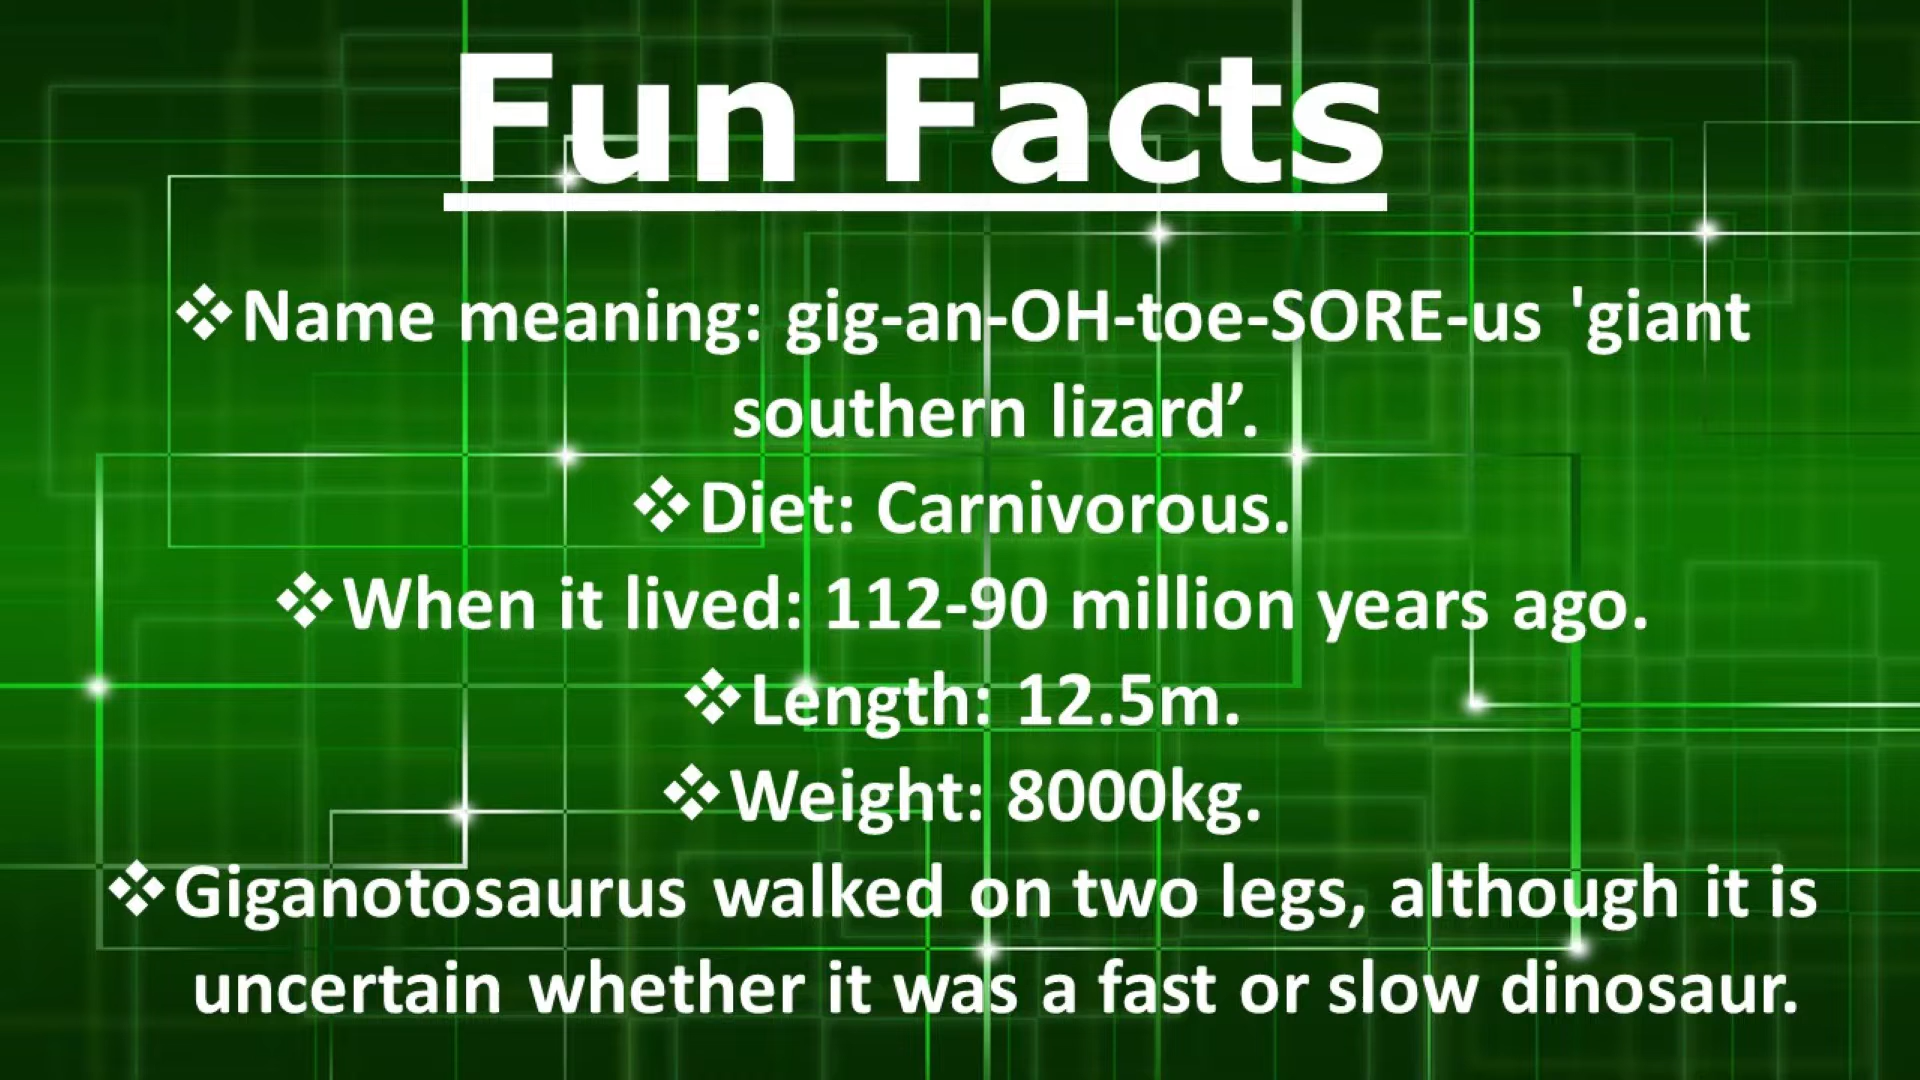 Fun Facts
❖Name meaning: gig-an-OH-toe-SORE-us 'giant
southern lizard’.
❖Diet: Carnivorous.
❖When it lived: 112-90 million years ago.
❖Length: 12.5m.
❖Weight: 8000kg.
❖Giganotosaurus walked on two legs, although it is
uncertain whether it was a fast or slow dinosaur.